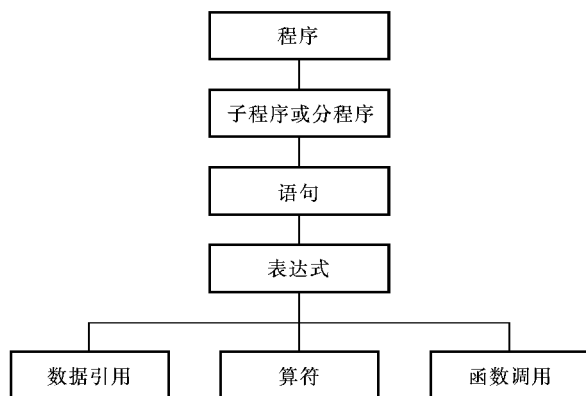 程序
子程序或分程序
语句
表达式
数据引用
算符
函数调用